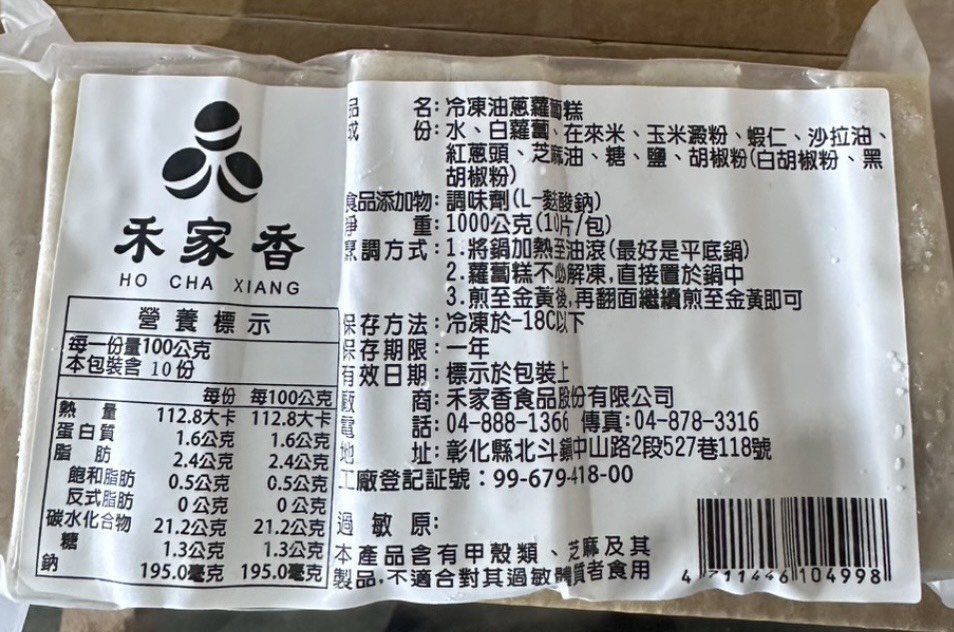 禾家香
HO CHA XIANG
營養標示
每一份量100公克
本包裝含 10 份
每份 每100公克
熱量 112.8大卡 112.8大卡
蛋白質 1.6公克 1.6公克
脂肪 2.4公克 2.4公克
飽和脂肪 0.5公克 0.5公克
反式脂肪 0公克 0公克
碳水化合物 21.2公克 21.2公克
糖 1.3公克 1.3公克
鈉 195.0毫克 195.0毫克
品名:冷凍油蔥蘿蔔糕
成份:水、白蘿蔔、在來米、玉米澱粉、蝦仁、沙拉油、
紅蔥頭、芝麻油、糖、鹽、胡椒粉(白胡椒粉、黑
胡椒粉)
食品添加物:調味劑(L-麩酸鈉)
淨重:1000公克(10片/包)
烹調方式:1.將鍋加熱至油滾(最好是平底鍋)
2.蘿蔔糕不必解凍,直接置於鍋中
3.煎至金黃後,再翻面繼續煎至金黃即可
保存方法:冷凍於-18C以下
保存期限:一年
有效日期:標示於包裝上
廠商:禾家香食品股份有限公司
電話:04-888-1366 傳真:04-878-3316
地址:彰化縣北斗鎮中山路2段527巷118號
工廠登記証號:99-679418-00
過敏原:
本產品含有甲殼類、芝麻及其
製品,不適合對其過敏體質者食用
4 711446 104998